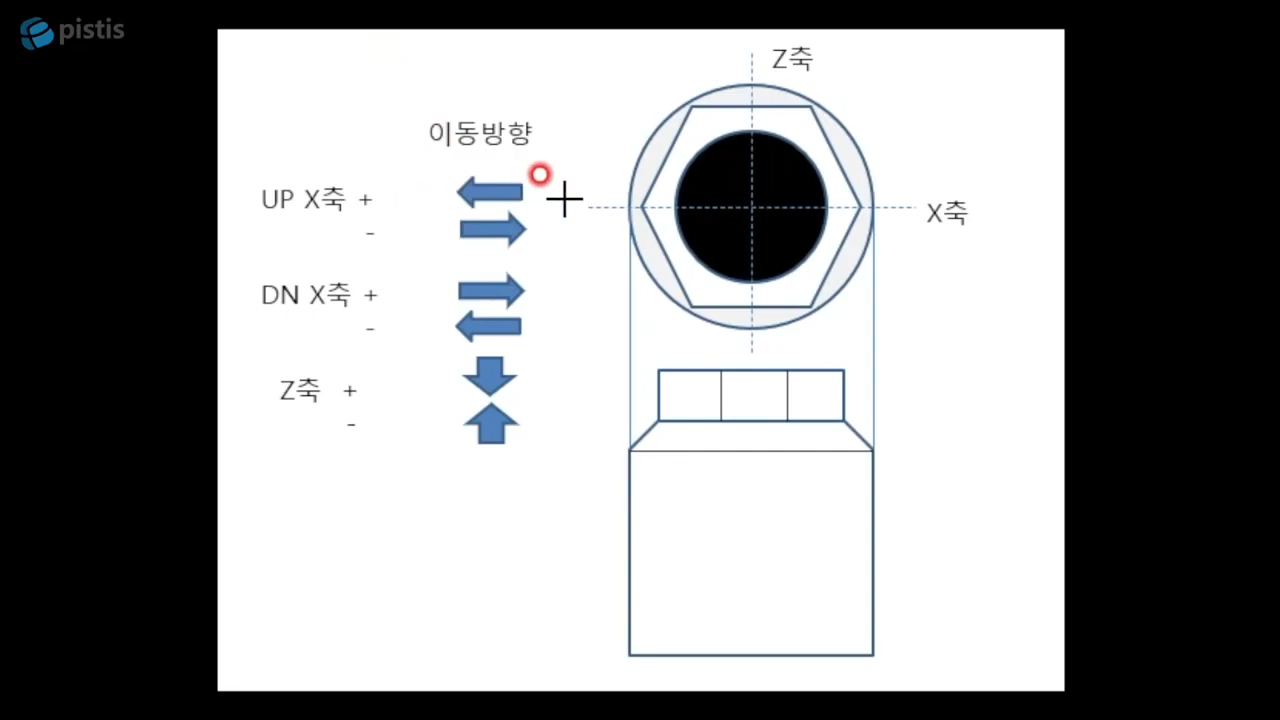 pistis
Z축
이동방향
UP X축 +
-
X축
DN X축 +
-
Z축 +
-